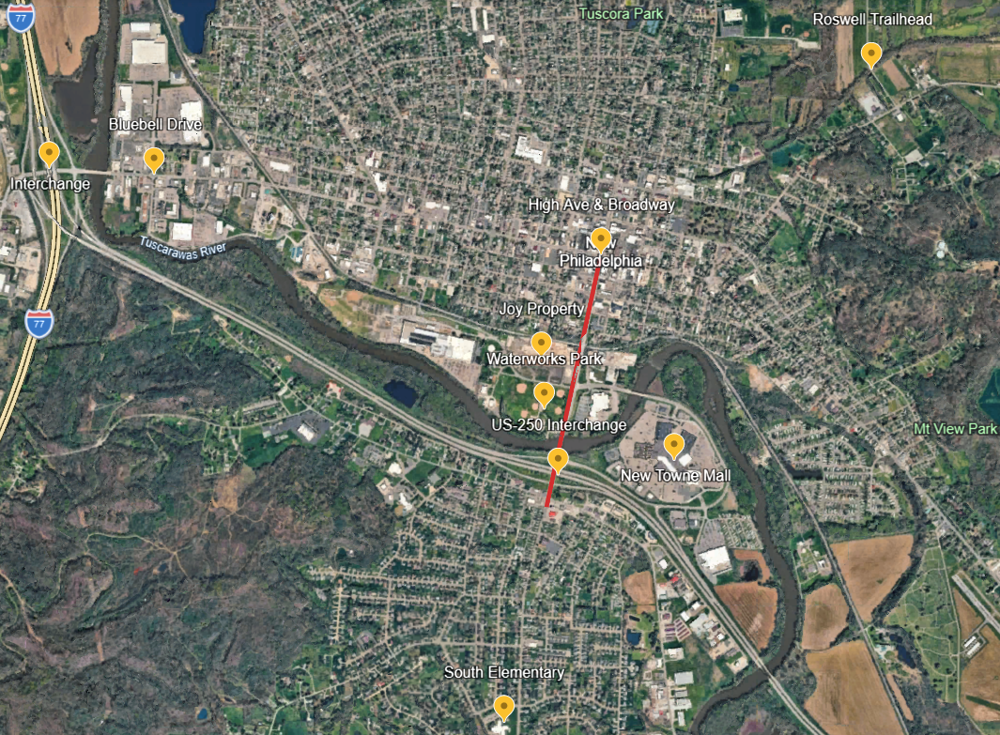 77
Tuscora Park
Roswell Trailhead
Bluebell Drive
Interchange
High Ave & Broadway
Tuscarawas River
New
Philadelphia
Joy Property
77
Waterworks Park
US-250 Interchange
Mt View Park
New Towne Mall
South Elementary